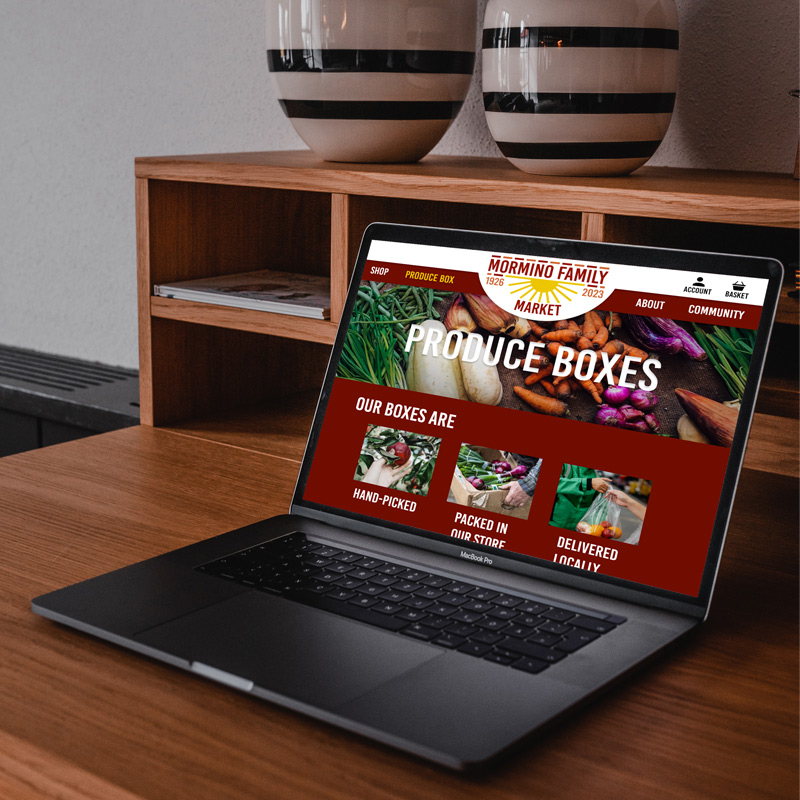 SHOP
PRODUCE BOX
MORMINO FAMILY
1926 2023
MARKET
ACCOUNT
BASKET
ABOUT
COMMUNITY
PRODUCE BOXES
OUR BOXES ARE
HAND-PICKED
PACKED IN
OUR STORE
DELIVERED
LOCALLY
MacBook Pro